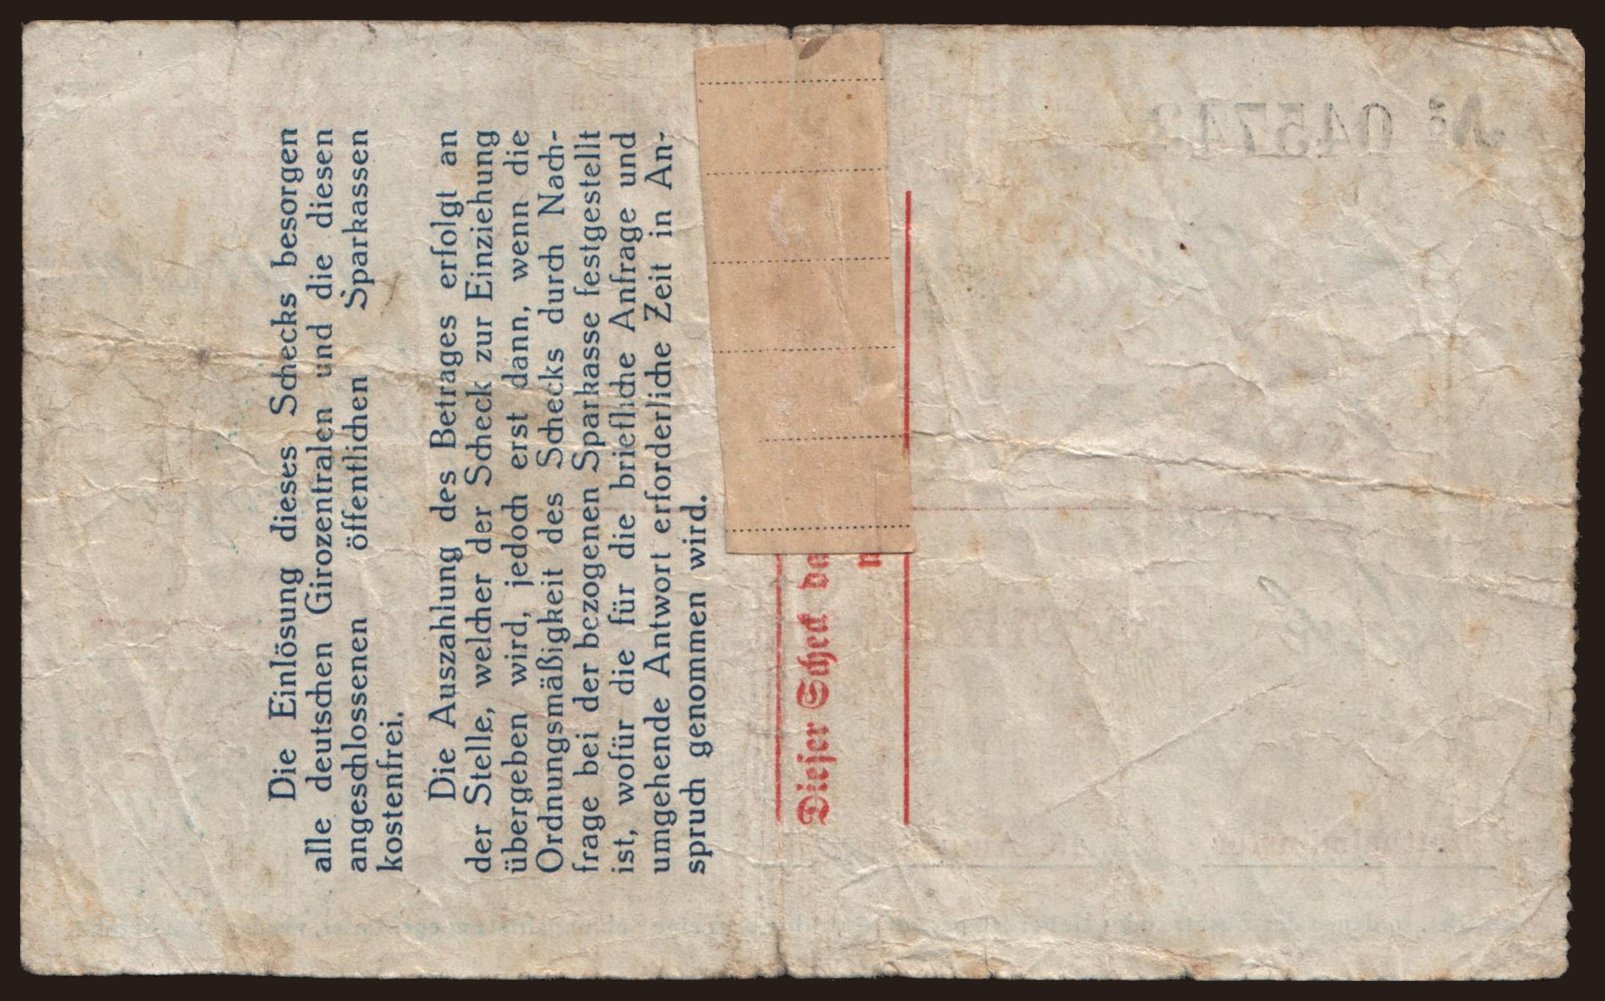 Die Einlösung dieses Schecks besorgen
alle deutschen Girozentralen und die diesen
angeschlossenen öffentlichen Sparkassen
kostenfrei.
Die Auszahlung des Betrages erfolgt an
der Stelle, welcher der Scheck zur Einziehung
übergeben wird, jedoch erst dann, wenn die
Ordnungsmäßigkeit des Schecks durch Nach-
frage bei der bezogenen Sparkasse festgestellt
ist, wofür die für die briefliche Anfrage und
umgehende Antwort erforderliche Zeit in An-
spruch genommen wird.
Dieser Scheck
№ 045742